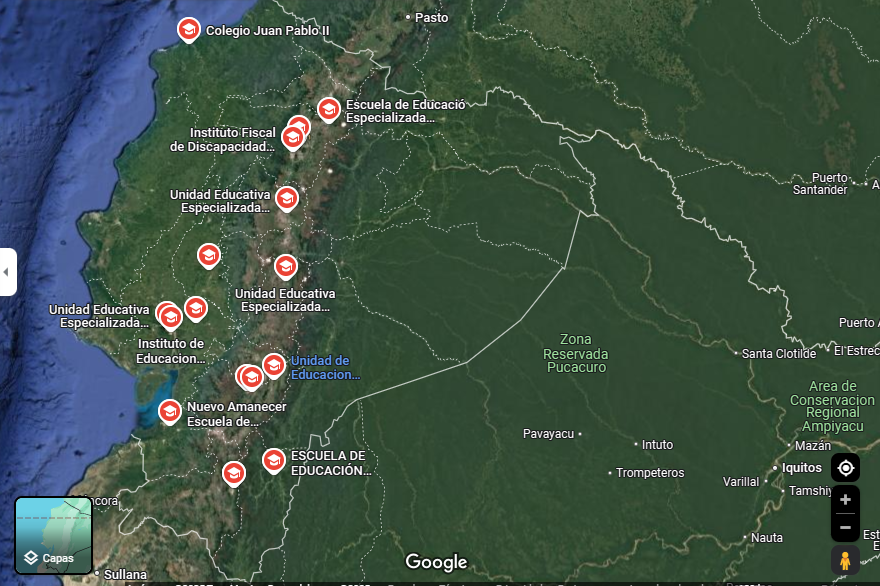 Pasto
Colegio Juan Pablo II
Escuela de Educació
Especializada...
Instituto Fiscal
de Discapacidad...
Puerto
Santander
A
Unidad Educativa
Especializada...
Unidad Educativa
Especializada...
Unidad Educativa
Especializada...
Puerto A
Instituto de
Educacion...
Zona
Reservada
Pucacuro
Santa Clotilde
El Estrec
Unidad de
Educacion...
Area de
Conservacion
Regional
Ampiyacu
Nuevo Amanecer
Escuela de...
Pavayacu
Intuto
Mazán
ESCUELA DE
EDUCACIÓN...
Trompeteros
Iquitos
Varillal
Tamshiy
ncora
Nauta
Est
E
Capas
Google
Sullana